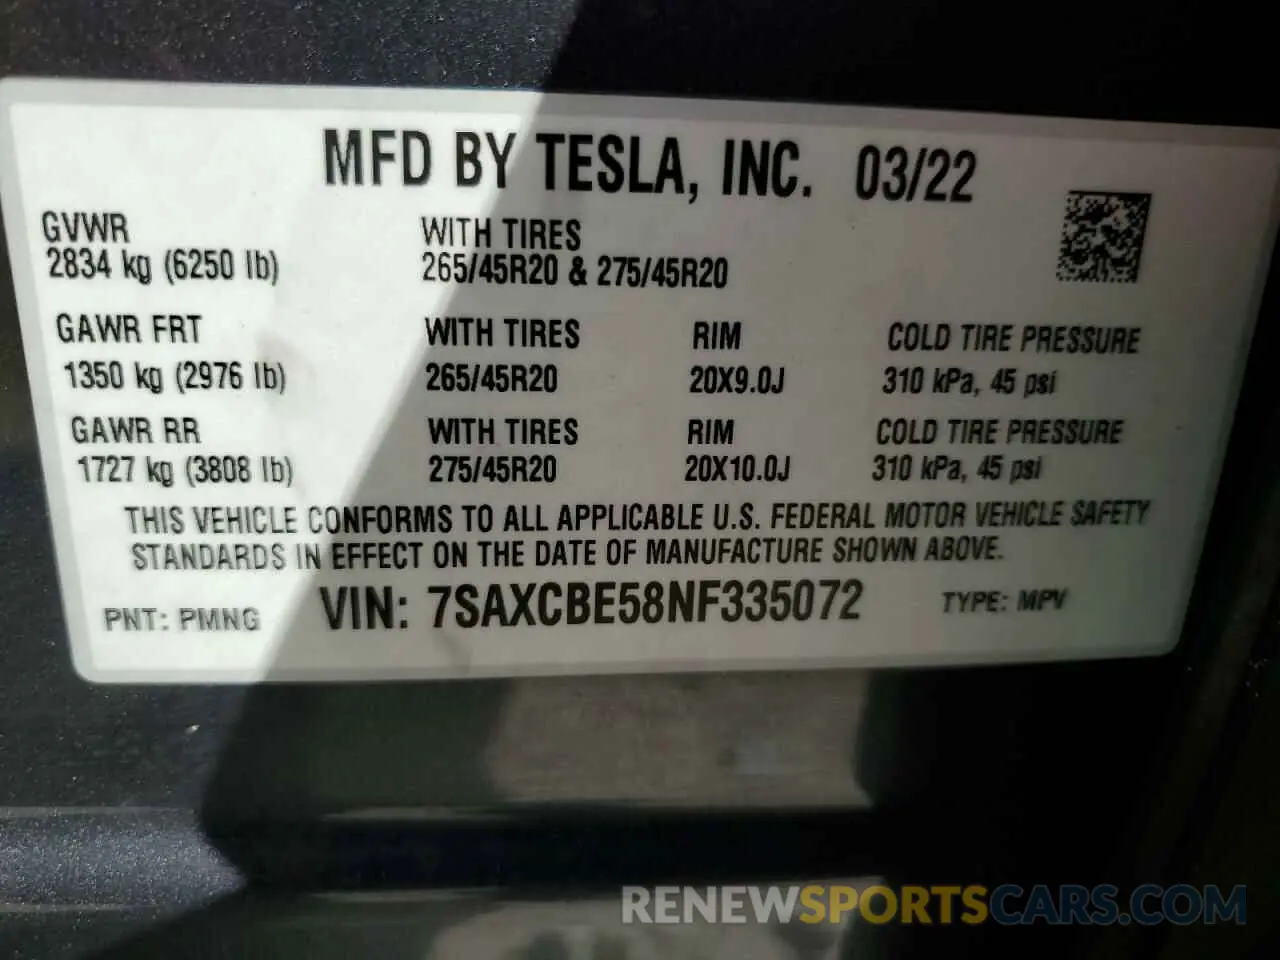 MFD BY TESLA, INC. 03/22
GVWR
2834 kg (6250 lb)
WITH TIRES
265/45R20 & 275/45R20
GAWR FRT WITH TIRES RIM COLD TIRE PRESSURE
1350 kg (2976 lb) 265/45R20 20X9.0J 310 kPa, 45 psi
GAWR RR WITH TIRES RIM COLD TIRE PRESSURE
1727 kg (3808 lb) 275/45R20 20X10.0J 310 kPa, 45 psi
THIS VEHICLE CONFORMS TO ALL APPLICABLE U.S. FEDERAL MOTOR VEHICLE SAFETY
STANDARDS IN EFFECT ON THE DATE OF MANUFACTURE SHOWN ABOVE.
PNT: PMNG VIN: 7SAXCBE58NF335072 TYPE: MPV
RENEWSPORTSCARS.COM